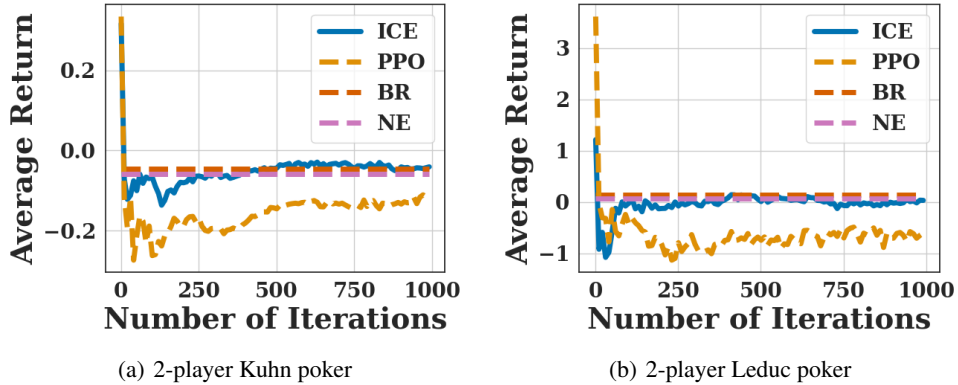 Average Return
0.2
0.0
−0.2
ICE
PPO
BR
NE
0 250 500 750 1000
Number of Iterations
(a) 2-player Kuhn poker
Average Return
3
2
1
0
−1
ICE
PPO
BR
NE
0 250 500 750 1000
Number of Iterations
(b) 2-player Leduc poker